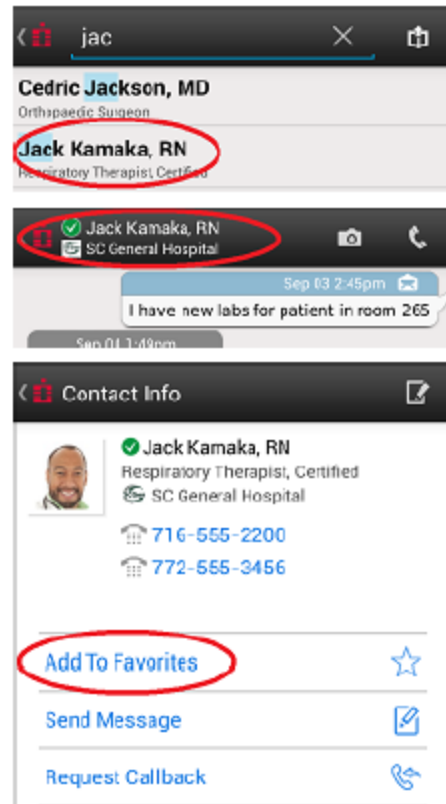 jac
Cedric Jackson, MD
Orthopaedic Surgeon
Jack Kamaka, RN
Respiratory Therapist, Certified
Jack Kamaka, RN
SC General Hospital
Sep 03 2:45pm
I have new labs for patient in room 265
Sep 01 1:49pm
Contact Info
Jack Kamaka, RN
Respiratory Therapist, Certified
SC General Hospital
716-555-2200
772-555-3456
Add To Favorites
Send Message
Request Callback